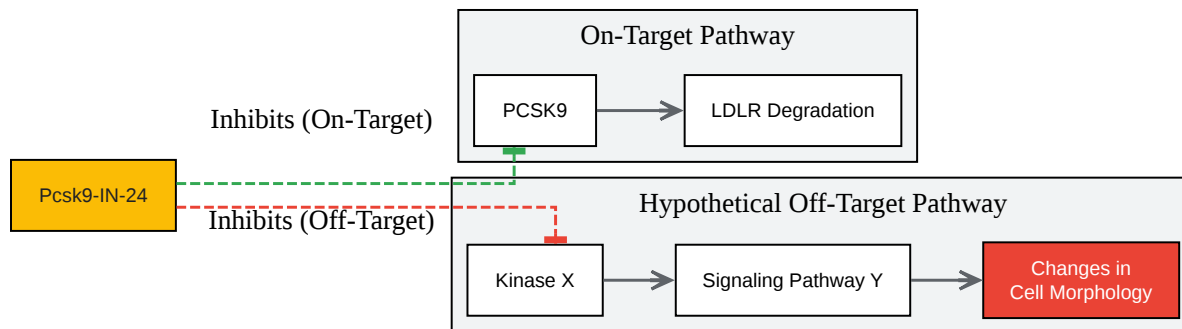 On-Target Pathway
PCSK9
LDLR Degradation
Inhibits (On-Target)
Pcsk9-IN-24
Inhibits (Off-Target)
Hypothetical Off-Target Pathway
Kinase X
Signaling Pathway Y
Changes in
Cell Morphology